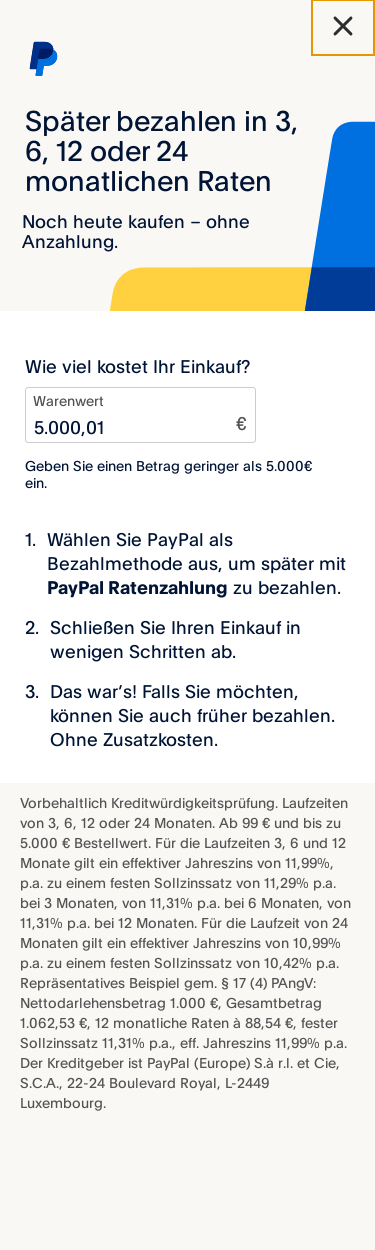 Später bezahlen in 3,
6, 12 oder 24
monatlichen Raten
Noch heute kaufen – ohne
Anzahlung.
Wie viel kostet Ihr Einkauf?
Warenwert
5.000,01 €
Geben Sie einen Betrag geringer als 5.000€
ein.
1. Wählen Sie PayPal als
Bezahlmethode aus, um später mit
PayPal Ratenzahlung zu bezahlen.
2. Schließen Sie Ihren Einkauf in
wenigen Schritten ab.
3. Das war’s! Falls Sie möchten,
können Sie auch früher bezahlen.
Ohne Zusatzkosten.
Vorbehaltlich Kreditwürdigkeitsprüfung. Laufzeiten
von 3, 6, 12 oder 24 Monaten. Ab 99 € und bis zu
5.000 € Bestellwert. Für die Laufzeiten 3, 6 und 12
Monate gilt ein effektiver Jahreszins von 11,99%,
p.a. zu einem festen Sollzinssatz von 11,29% p.a.
bei 3 Monaten, von 11,31% p.a. bei 6 Monaten, von
11,31% p.a. bei 12 Monaten. Für die Laufzeit von 24
Monaten gilt ein effektiver Jahreszins von 10,99%
p.a. zu einem festen Sollzinssatz von 10,42% p.a.
Repräsentatives Beispiel gem. § 17 (4) PAngV:
Nettodarlehensbetrag 1.000 €, Gesamtbetrag
1.062,53 €, 12 monatliche Raten à 88,54 €, fester
Sollzinssatz 11,31% p.a., eff. Jahreszins 11,99% p.a.
Der Kreditgeber ist PayPal (Europe) S.à r.l. et Cie,
S.C.A., 22-24 Boulevard Royal, L-2449
Luxembourg.